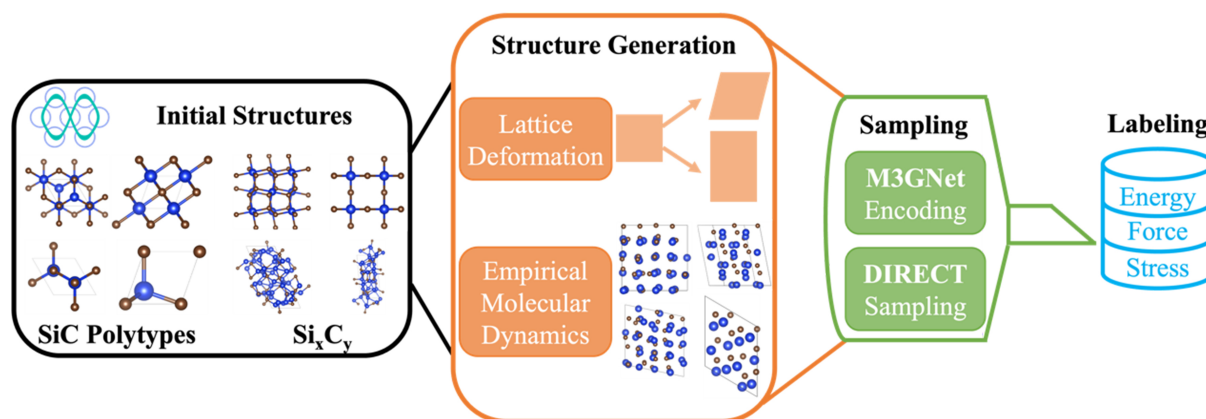 Initial Structures
SiC Polytypes
SixCy
Structure Generation
Lattice
Deformation
Empirical
Molecular
Dynamics
Sampling
M3GNet
Encoding
DIRECT
Sampling
Labeling
Energy
Force
Stress